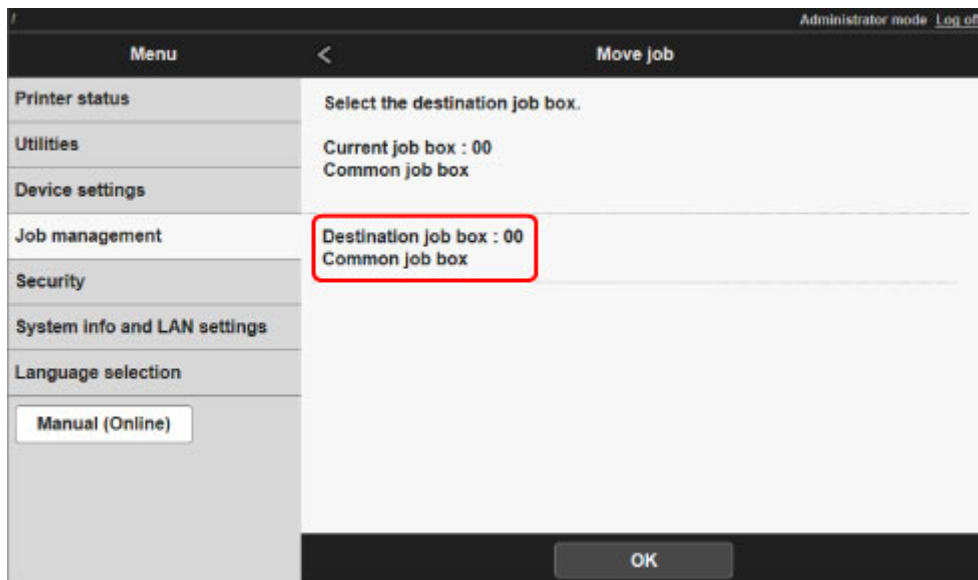 /
Administrator mode Log off
Menu
<
Move job
Printer status
Utilities
Device settings
Job management
Security
System info and LAN settings
Language selection
Manual (Online)
Select the destination job box.
Current job box : 00
Common job box
Destination job box : 00
Common job box
OK